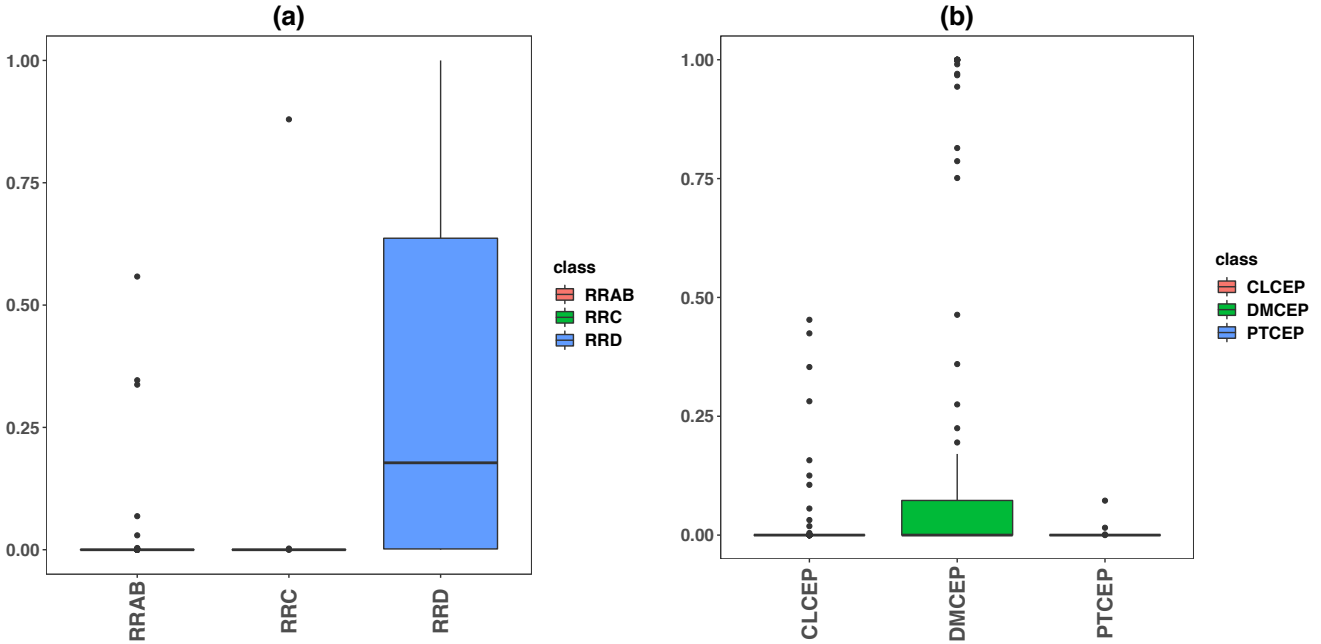 (a)
1.00
0.75
0.50
0.25
0.00
RRAB
RRC
RRD
class
RRAB
RRC
RRD
(b)
1.00
0.75
0.50
0.25
0.00
CLCEP
DMCEP
PTCEP
class
CLCEP
DMCEP
PTCEP